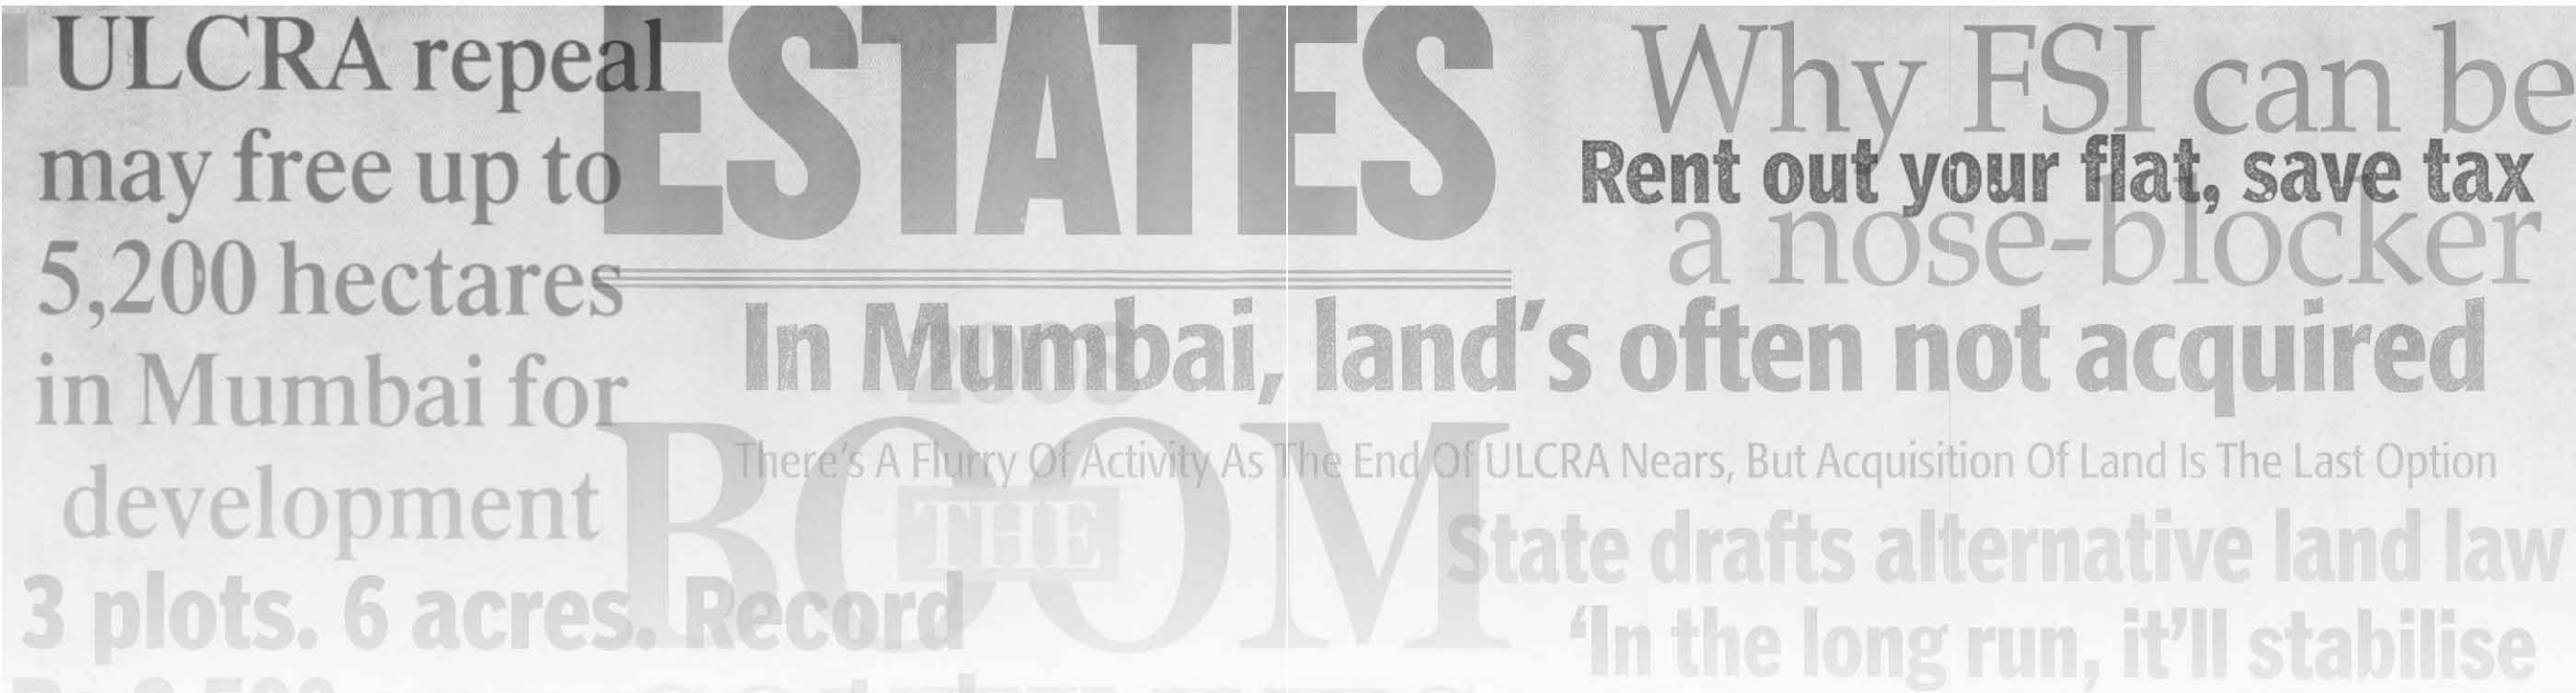 ULCRA repeal
may free up to
5,200 hectares
in Mumbai for
development
3 plots. 6 acres. Record
ESTATES
2005
BOOM
THE
Why FSI can be
a nose-blocker
Rent out your flat, save tax
In Mumbai, land's often not acquired
There's A Flurry Of Activity As The End Of ULCRA Nears, But Acquisition Of Land Is The Last Option
State drafts alternative land law
'In the long run, it'll stabilise